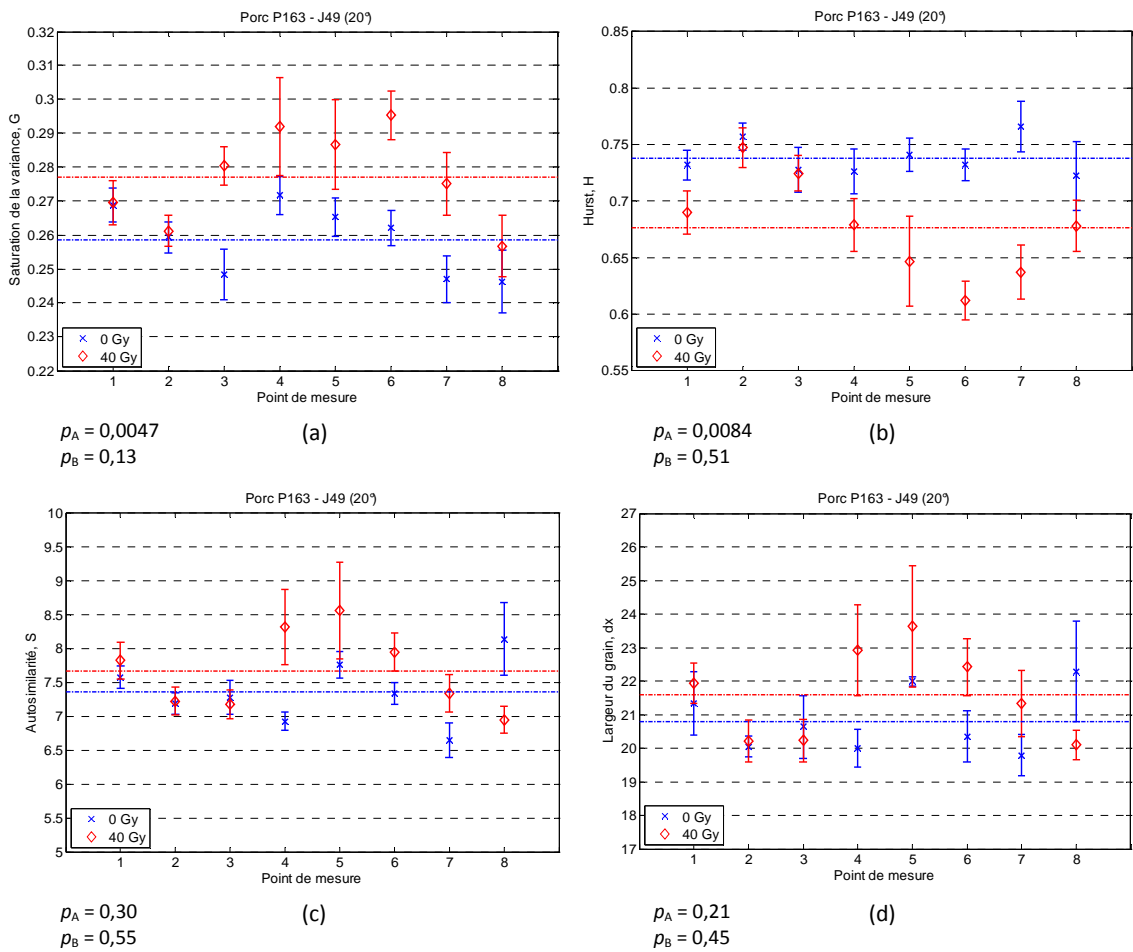 Porc P163 - J49 (20°)
Saturation de la variance, G
0.32
0.31
0.3
0.29
0.28
0.27
0.26
0.25
0.24
0.23
0.22
0 Gy
40 Gy
1 2 3 4 5 6 7 8
Point de mesure
pA = 0,0047
(a)
pB = 0,13
Porc P163 - J49 (20°)
Hurst, H
0.85
0.8
0.75
0.7
0.65
0.6
0.55
0 Gy
40 Gy
1 2 3 4 5 6 7 8
Point de mesure
pA = 0,0084
(b)
pB = 0,51
Porc P163 - J49 (20°)
Autosimilarité, S
10
9.5
9
8.5
8
7.5
7
6.5
6
5.5
5
0 Gy
40 Gy
1 2 3 4 5 6 7 8
Point de mesure
pA = 0,30
(c)
pB = 0,55
Porc P163 - J49 (20°)
Largeur du grain, dx
27
26
25
24
23
22
21
20
19
18
17
0 Gy
40 Gy
1 2 3 4 5 6 7 8
Point de mesure
pA = 0,21
(d)
pB = 0,45